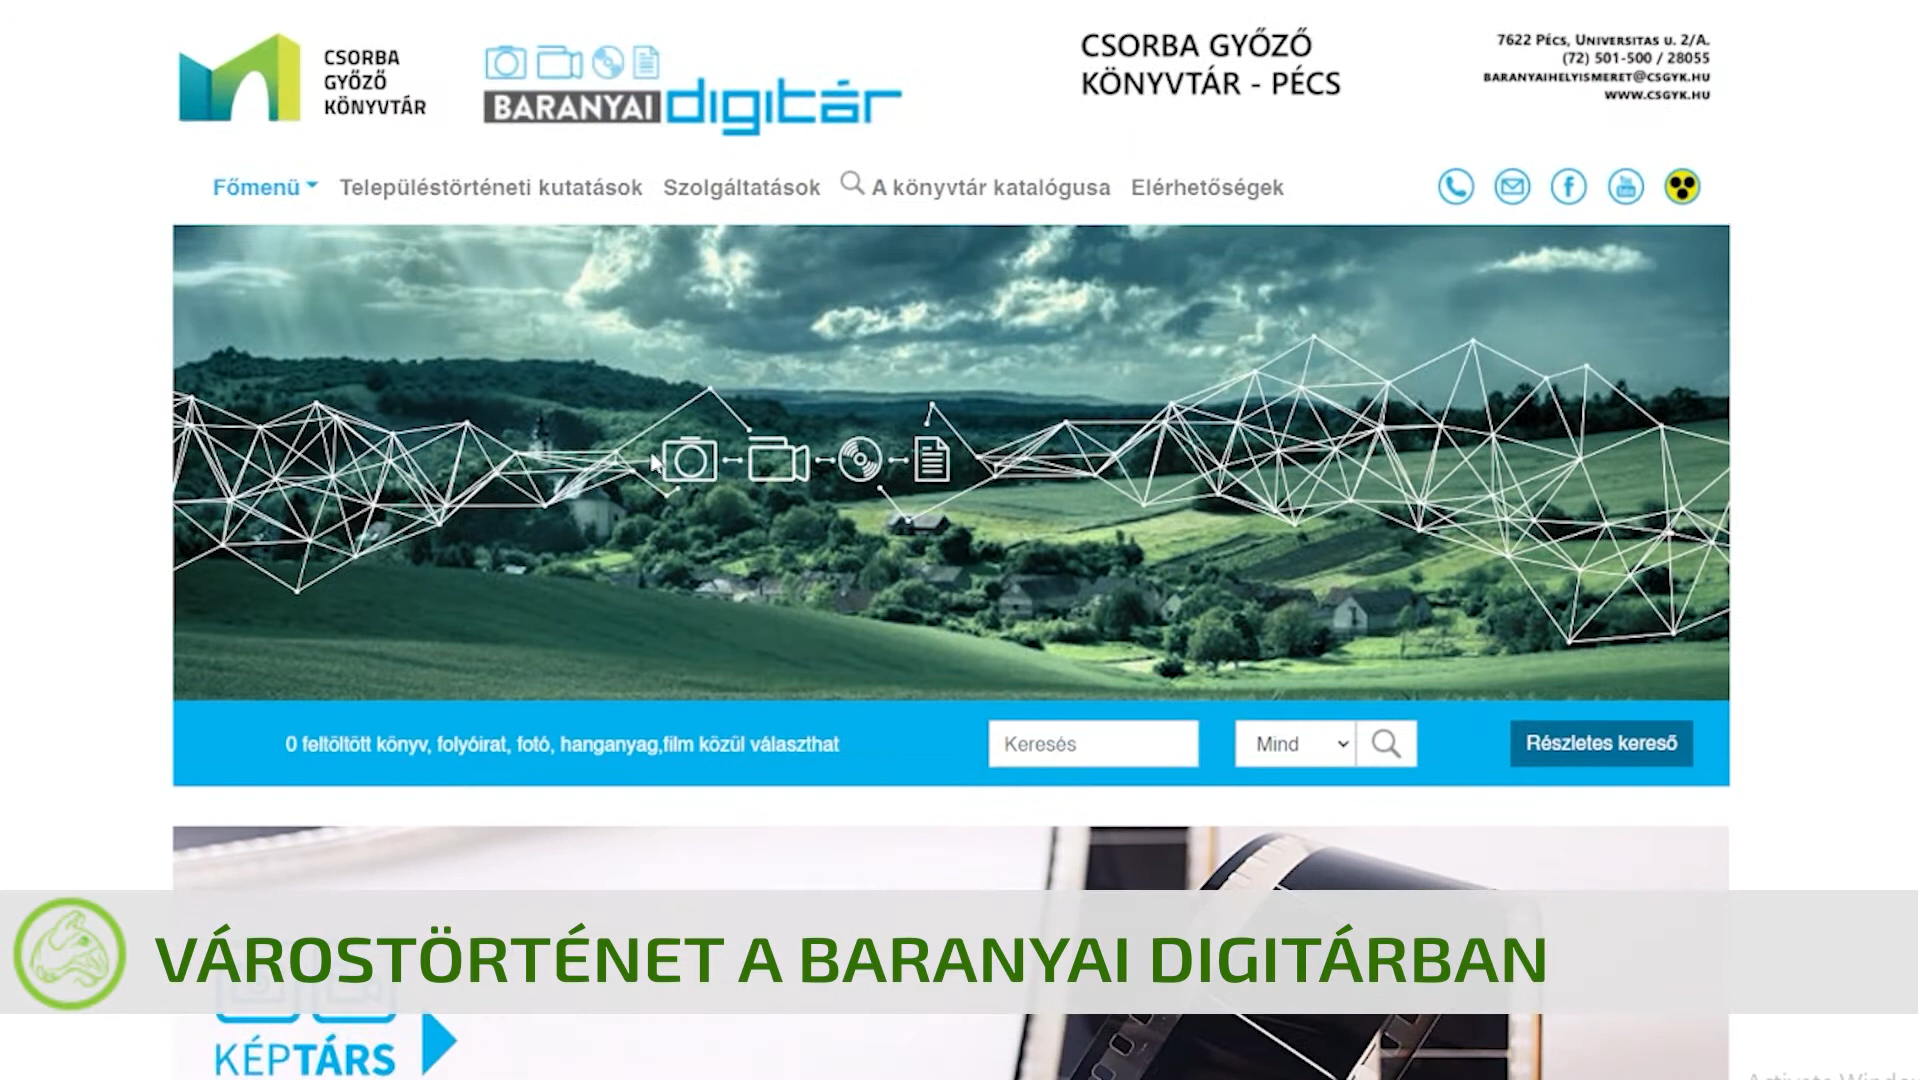 CSORBA
GYŐZŐ
KÖNYVTÁR
BARANYAI digitár
CSORBA GYŐZŐ
KÖNYVTÁR - PÉCS
7622 PÉCS, UNIVERSITAS U. 2/A.
(72) 501-500 / 28055
BARANYAIHELYISMERET@CSGYK.HU
WWW.CSGYK.HU
Főmenü Településtörténeti kutatások Szolgáltatások A könyvtár katalógusa Elérhetőségek
0 feltöltött könyv, folyóirat, fotó, hanganyag,film közül választhat
Keresés
Mind
Részletes kereső
VÁROSTÖRTÉNET A BARANYAI DIGITÁRBAN
KÉPTÁRS